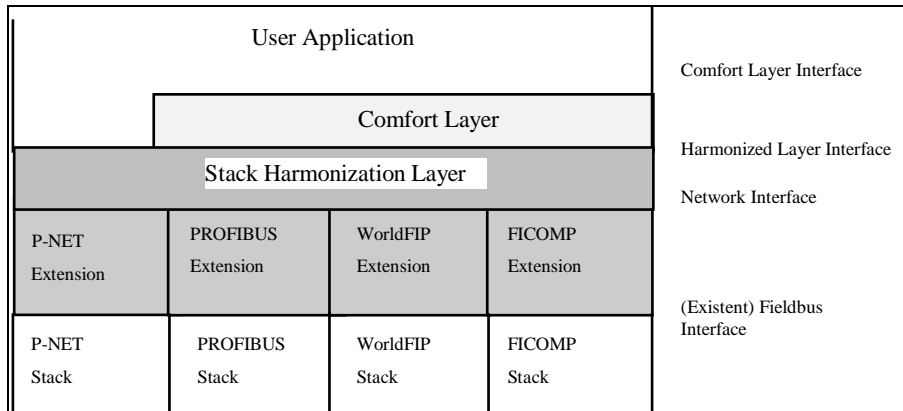 User Application
Comfort Layer Interface
Comfort Layer
Harmonized Layer Interface
Stack Harmonization Layer
Network Interface
P-NET
Extension
PROFIBUS
Extension
WorldFIP
Extension
FICOMP
Extension
(Existent) Fieldbus
Interface
P-NET
Stack
PROFIBUS
Stack
WorldFIP
Stack
FICOMP
Stack